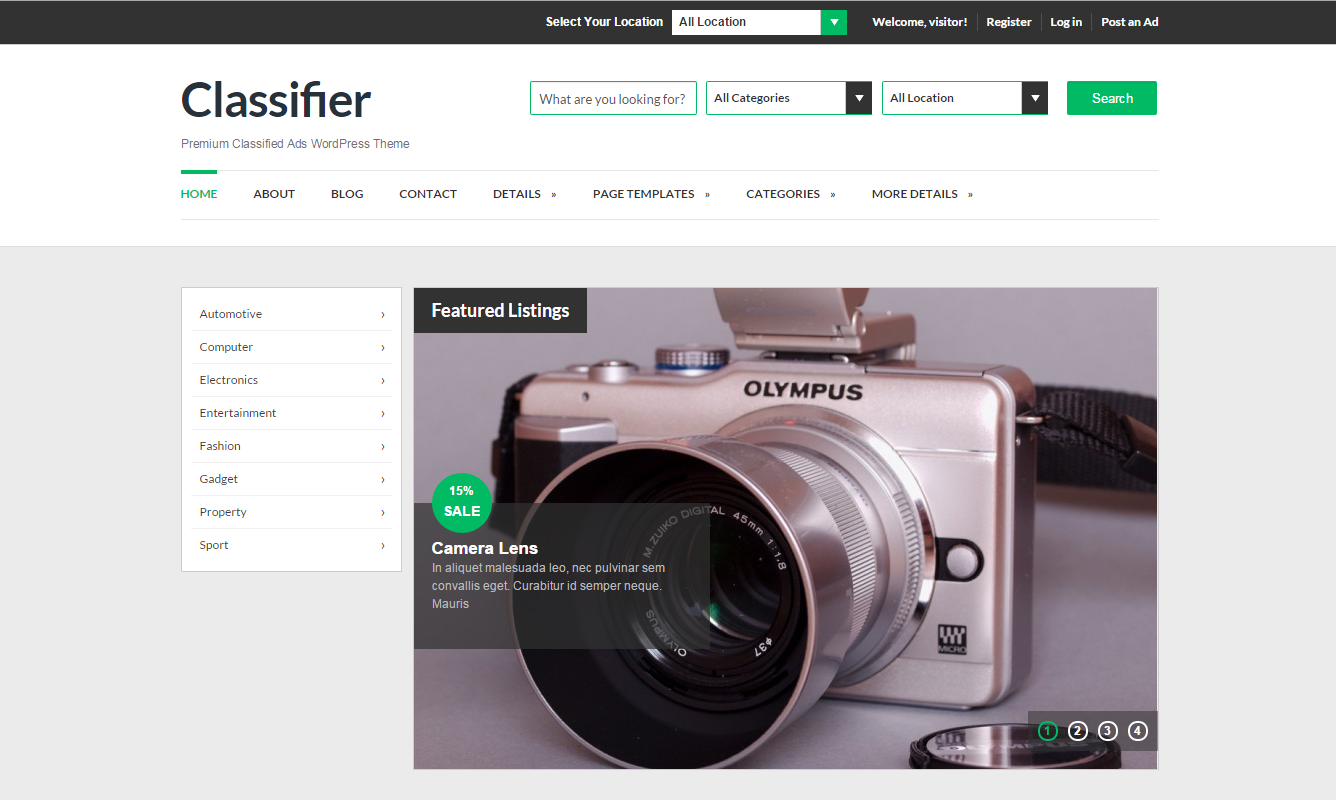 Select Your Location All Location Welcome, visitor! Register Log in Post an Ad
Classifier
What are you looking for? All Categories All Location Search
Premium Classified Ads WordPress Theme
HOME ABOUT BLOG CONTACT DETAILS » PAGE TEMPLATES » CATEGORIES » MORE DETAILS »
Automotive ›
Computer ›
Electronics ›
Entertainment ›
Fashion ›
Gadget ›
Property ›
Sport ›
Featured Listings
OLYMPUS
15%
SALE
Camera Lens
In aliquet malesuada leo, nec pulvinar sem
convallis eget. Curabitur id semper neque.
Mauris
M.ZUIKO DIGITAL 45mm 1:1.8
OLYMPUS ø37
MICRO
OLYMPUS
1 2 3 4